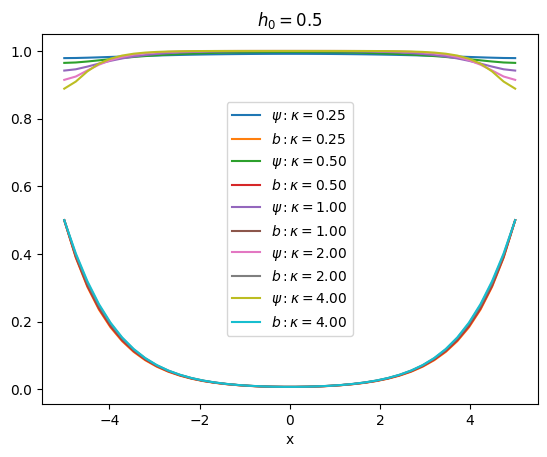 h₀ = 0.5
1.0
0.8
0.6
0.4
0.2
0.0
ψ : κ = 0.25
b : κ = 0.25
ψ : κ = 0.50
b : κ = 0.50
ψ : κ = 1.00
b : κ = 1.00
ψ : κ = 2.00
b : κ = 2.00
ψ : κ = 4.00
b : κ = 4.00
−4 −2 0 2 4
x